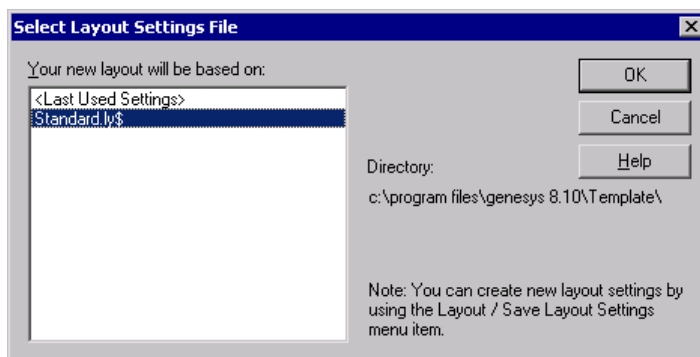 Select Layout Settings File
Your new layout will be based on:
<Last Used Settings>
Standard.ly$
OK
Cancel
Help
Directory:
c:\program files\genesys 8.10\Template\
Note: You can create new layout settings by
using the Layout / Save Layout Settings
menu item.